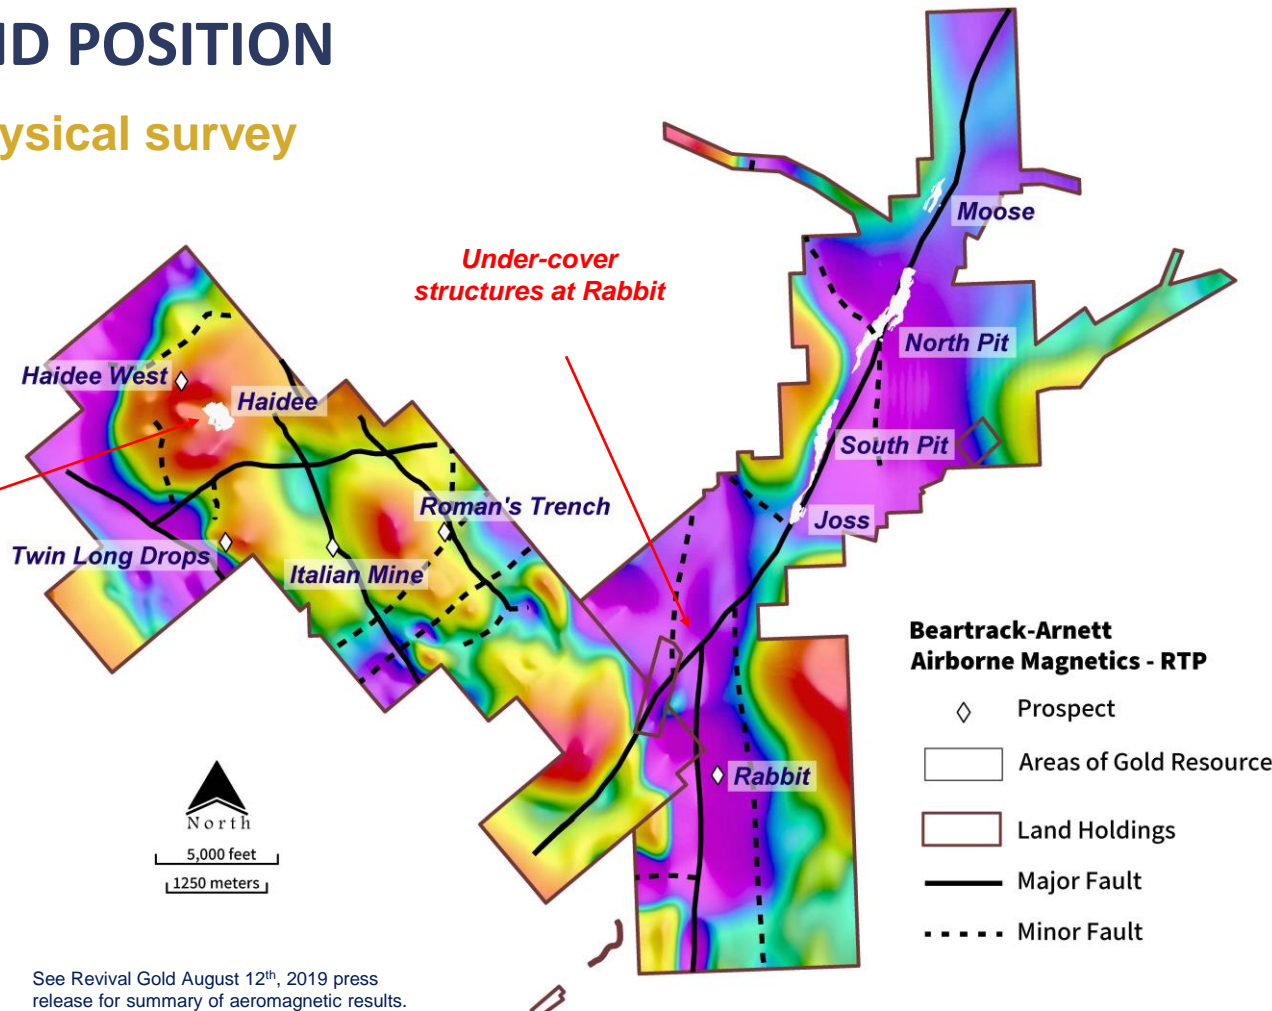 ND POSITION
ysical survey
Under-cover
structures at Rabbit
Moose
North Pit
South Pit
Joss
Haidee West
Haidee
Roman's Trench
Twin Long Drops
Italian Mine
Rabbit
North
5,000 feet
1250 meters
Beartrack-Arnett
Airborne Magnetics - RTP
Prospect
Areas of Gold Resource
Land Holdings
Major Fault
Minor Fault
See Revival Gold August 12th, 2019 press
release for summary of aeromagnetic results.